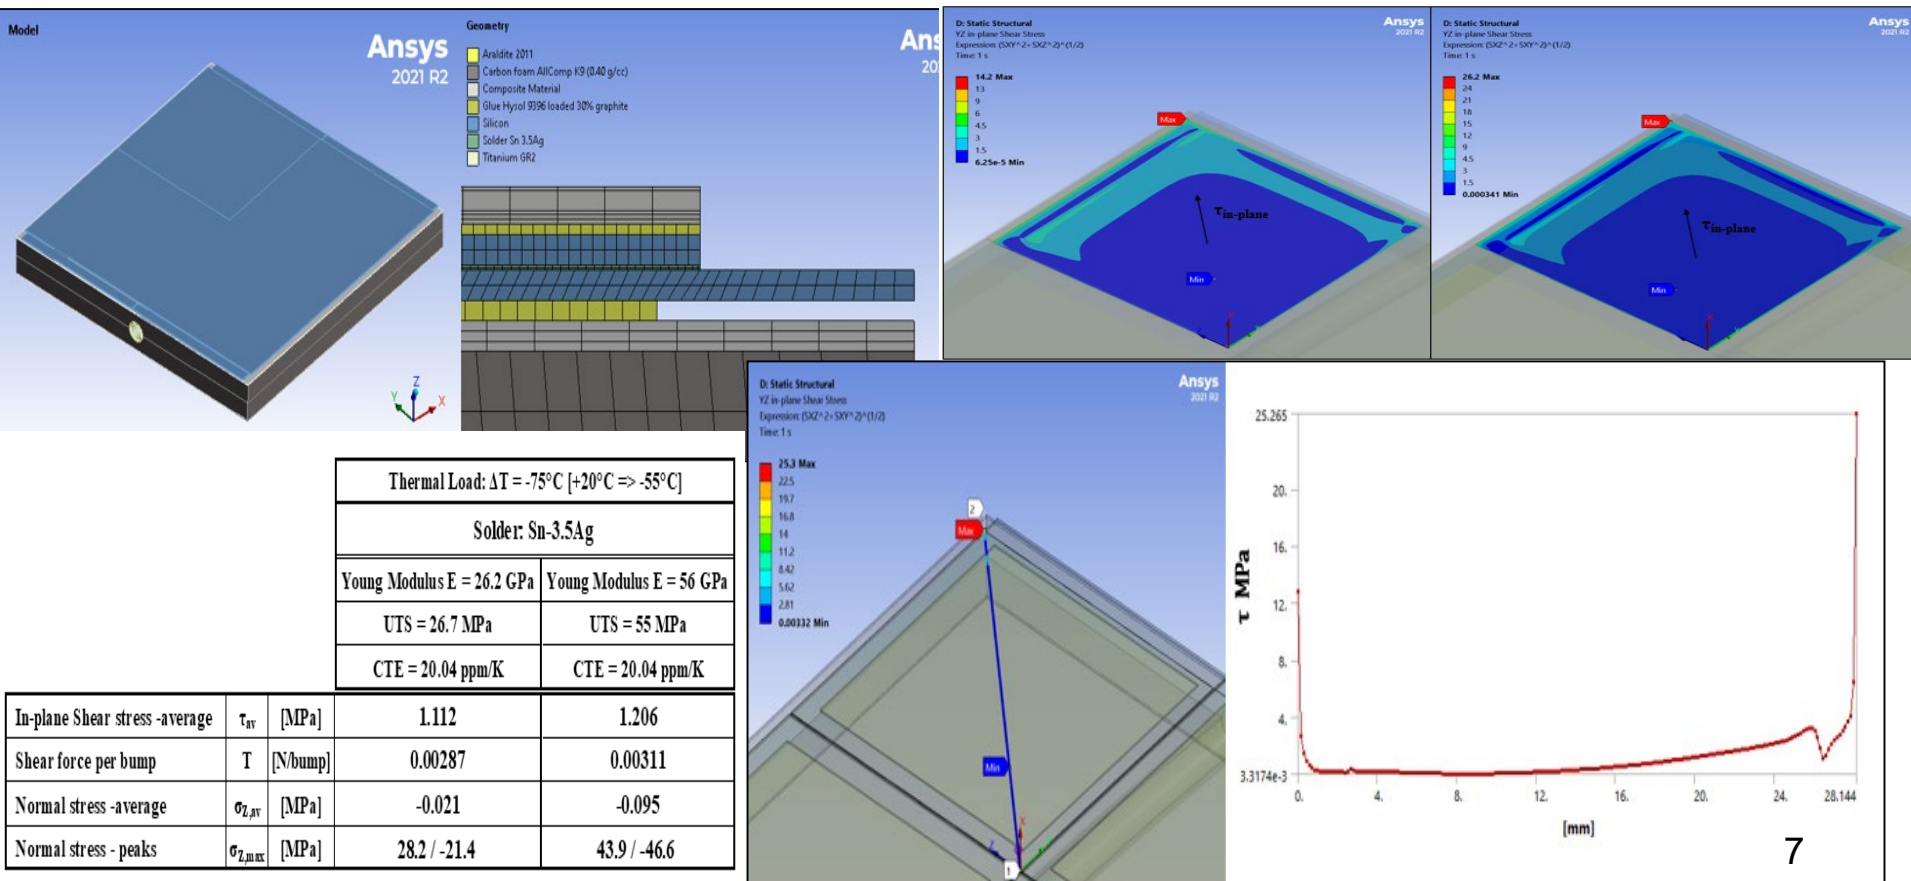 Model
Ansys
2021 R2
Geometry
Araldite 2011
Carbon foam AllComp K9 (0.40 g/cc)
Composite Material
Glue Hysol 9396 loaded 30% graphite
Silicon
Solder Sn 3.5Ag
Titanium GR2
Ans
20
Z
Y
X
D: Static Structural
YZ in-plane Shear Stress
Expression: (SXY^2+SXZ^2)^(1/2)
Time: 1 s
Ansys
2021 R2
14.2 Max
13
9
6
4.5
3
1.5
6.25e-5 Min
Max
τin-plane
Min
D: Static Structural
YZ in-plane Shear Stress
Expression: (SXZ^2+SXY^2)^(1/2)
Time: 1 s
Ansys
2021 R2
26.2 Max
24
21
18
15
12
9
4.5
3
1.5
0.000341 Min
Max
τin-plane
Min
Thermal Load: ΔT = -75°C [+20°C => -55°C]
Solder: Sn-3.5Ag
Young Modulus E = 26.2 GPa Young Modulus E = 56 GPa
UTS = 26.7 MPa UTS = 55 MPa
CTE = 20.04 ppm/K CTE = 20.04 ppm/K
In-plane Shear stress -average τav [MPa] 1.112 1.206
Shear force per bump T [N/bump] 0.00287 0.00311
Normal stress -average σZ,av [MPa] -0.021 -0.095
Normal stress - peaks σZ,max [MPa] 28.2 / -21.4 43.9 / -46.6
D: Static Structural
YZ in-plane Shear Stress
Expression: (SXZ^2+SXY^2)^(1/2)
Time: 1 s
Ansys
2021 R2
25.3 Max
22.5
19.7
16.8
14
11.2
8.42
5.62
2.81
0.00332 Min
2
Max
Min
X
1
25.265
20.
16.
12.
8.
4.
3.3174e-3
τ MPa
0. 4. 8. 12. 16. 20. 24. 28.144
[mm]
7